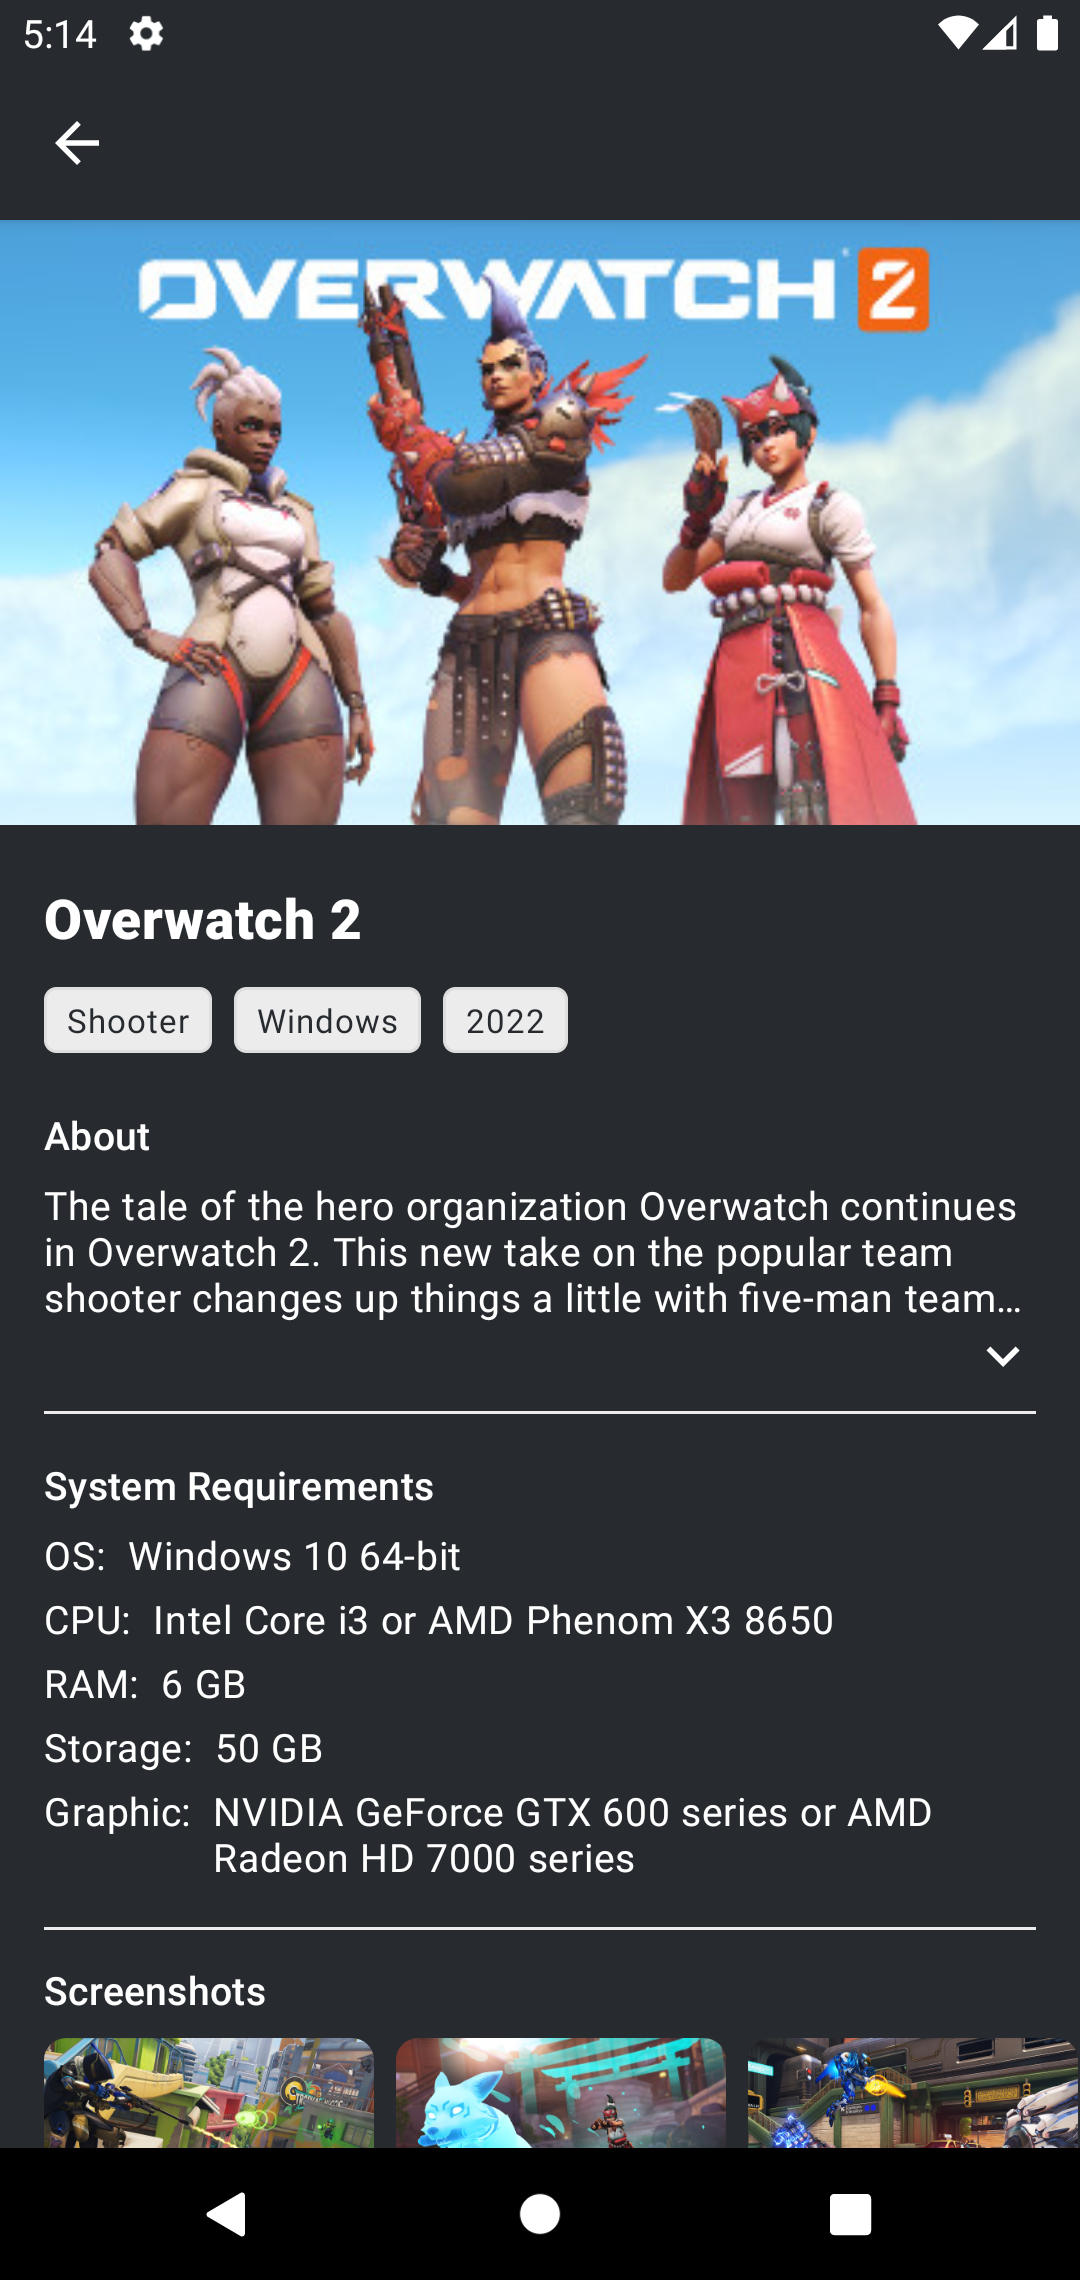 5:14
OVERWATCH 2
Overwatch 2
Shooter
Windows
2022
About
The tale of the hero organization Overwatch continues
in Overwatch 2. This new take on the popular team
shooter changes up things a little with five-man team…
System Requirements
OS: Windows 10 64-bit
CPU: Intel Core i3 or AMD Phenom X3 8650
RAM: 6 GB
Storage: 50 GB
Graphic: NVIDIA GeForce GTX 600 series or AMD
Radeon HD 7000 series
Screenshots